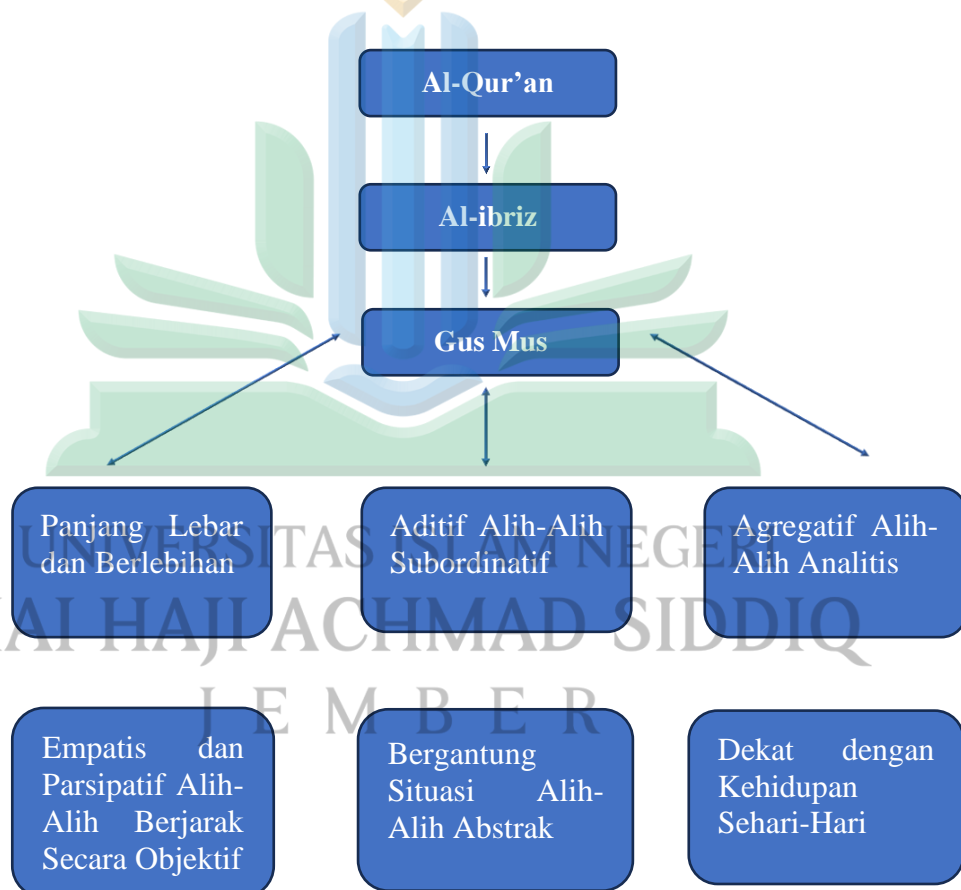 Al-Qur’an
Al-ibriz
Gus Mus
Panjang Lebar
dan Berlebihan
Aditif Alih-Alih
Subordinatif
Agregatif Alih-
Alih Analitis
UNIVERSITAS ISLAM NEGERI
AI HAJI ACHMAD SIDDIQ
JEMBER
Empatis dan
Parsipatif Alih-
Alih Berjarak
Secara Objektif
Bergantung
Situasi Alih-
Alih Abstrak
Dekat dengan
Kehidupan
Sehari-Hari